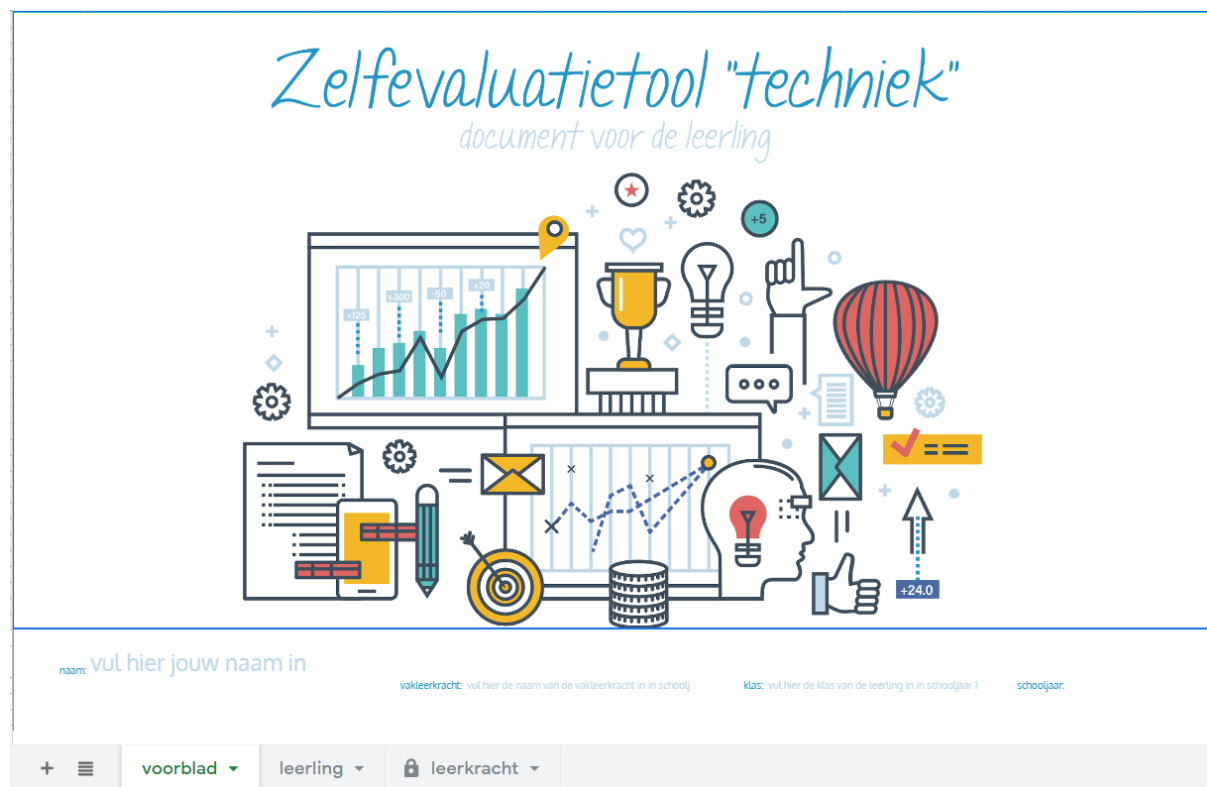 Zelfevaluatietool "techniek"
document voor de leerling
+5
+125
+300
-50
+20
+24.0
naam: vul hier jouw naam in
vakleerkracht: vul hier de naam van de vakleerkracht in in schoolj
klas: vul hier de klas van de leerling in in schooljaar 1
schooljaar:
voorblad
leerling
leerkracht